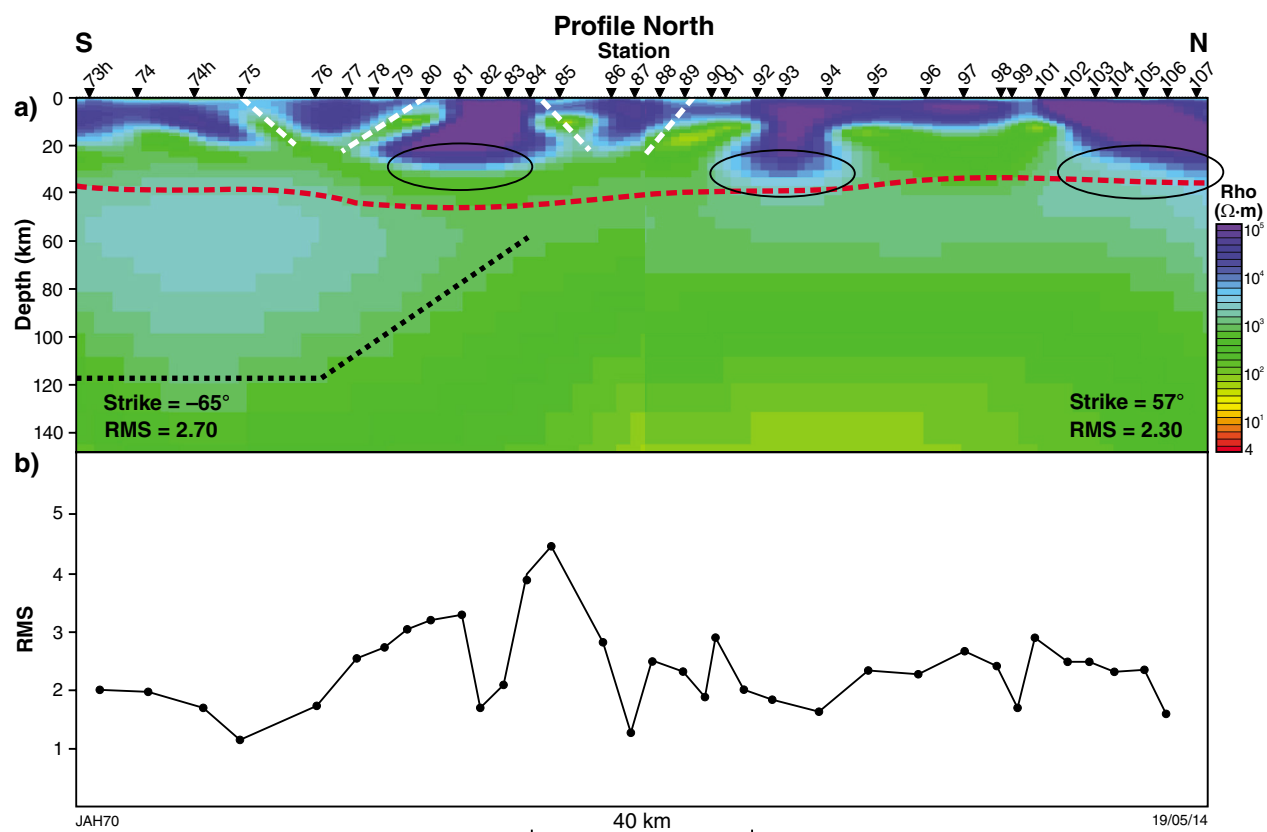 Profile North
Station
S
N
73h 74 74h 75 76 77 78 79 80 81 82 83 84 85 86 87 88 89 90 91 92 93 94 95 96 97 98 99 101 102 103 104 105 106 107
a)
0
20
40
60
80
100
120
140
Depth (km)
Strike = –65°
RMS = 2.70
Strike = 57°
RMS = 2.30
Rho
(Ω·m)
10⁵
10⁴
10³
10²
10¹
4
b)
5
4
3
2
1
RMS
JAH70
40 km
19/05/14